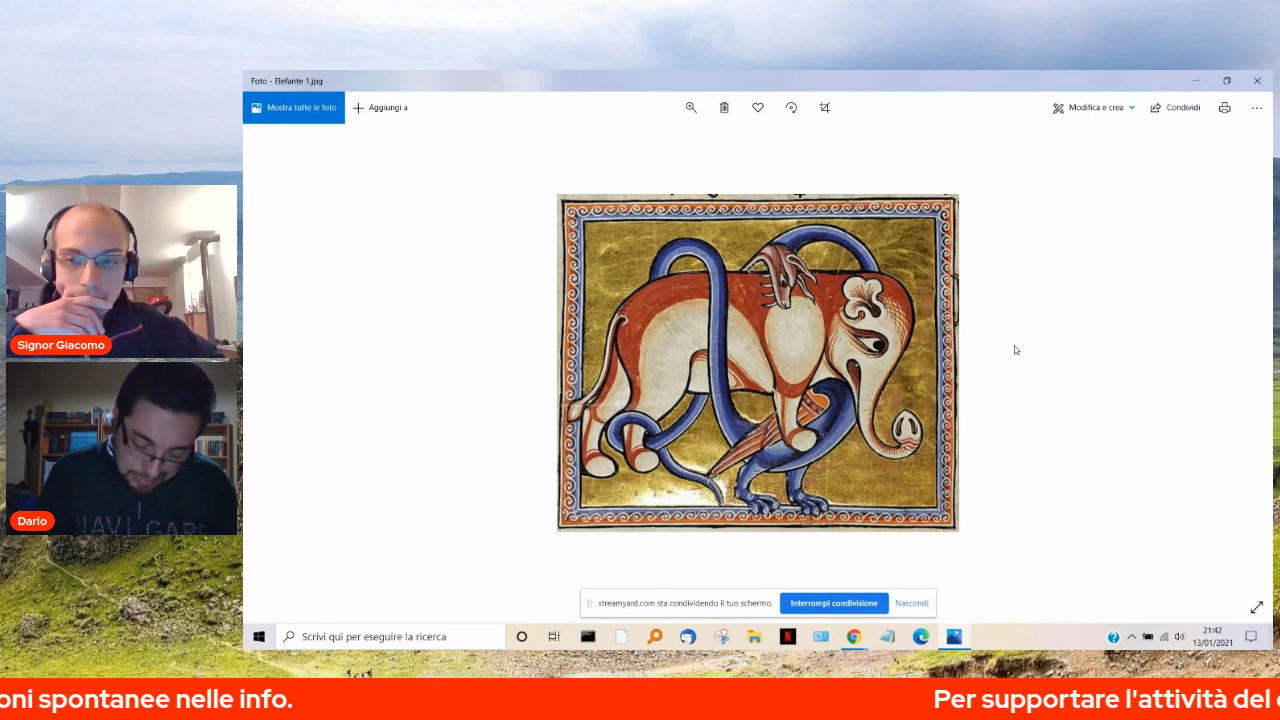 Foto - Elefante 1.jpg
Mostra tutte le foto
Aggiungi a
Modifica e crea
Condividi
Signor Giacomo
NAVIGARE
Dario
streamyard.com sta condividendo il tuo schermo.
Interrompi condivisione
Nascondi
Scrivi qui per eseguire la ricerca
21:42
13/01/2021
oni spontanee nelle info.
Per supportare l'attività del